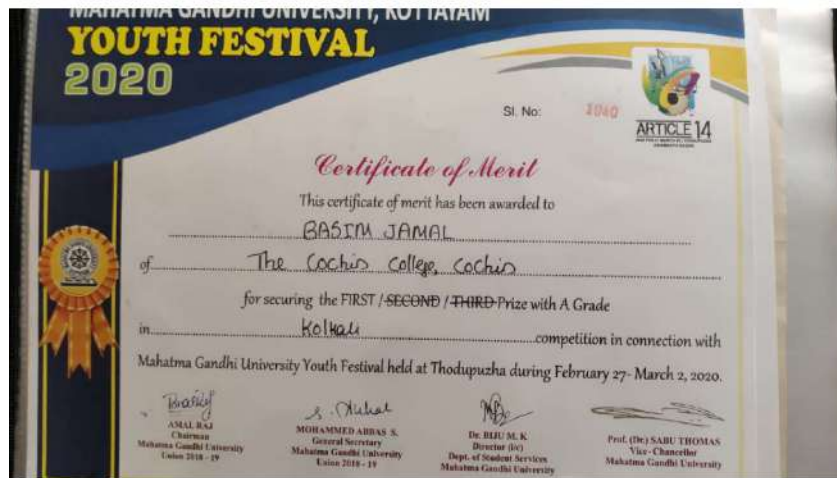 MAHATMA GANDHI UNIVERSITY, KOTTAYAM
YOUTH FESTIVAL
2020
Sl. No: 1040
ARTICLE 14
Certificate of Merit
This certificate of merit has been awarded to
BASIM JAMAL
of The Cochin College, Cochin
for securing the FIRST / SECOND / THIRD Prize with A Grade
in Kolkali competition in connection with
Mahatma Gandhi University Youth Festival held at Thodupuzha during February 27- March 2, 2020.
AMAL RAJ
Chairman
Mahatma Gandhi University
Union 2018 - 19
MOHAMMED ABBAS S.
General Secretary
Mahatma Gandhi University
Union 2018 - 19
Dr. BIJU M. K
Director (i/c)
Dept. of Student Services
Mahatma Gandhi University
Prof. (Dr.) SABU THOMAS
Vice - Chancellor
Mahatma Gandhi University